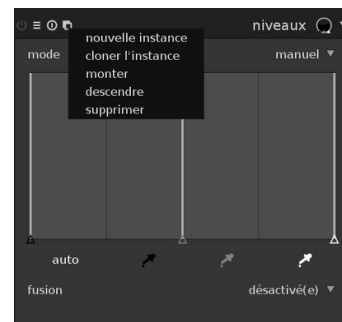 niveaux
nouvelle instance
cloner l'instance
monter
descendre
supprimer
mode manuel
auto
fusion désactivé(e)